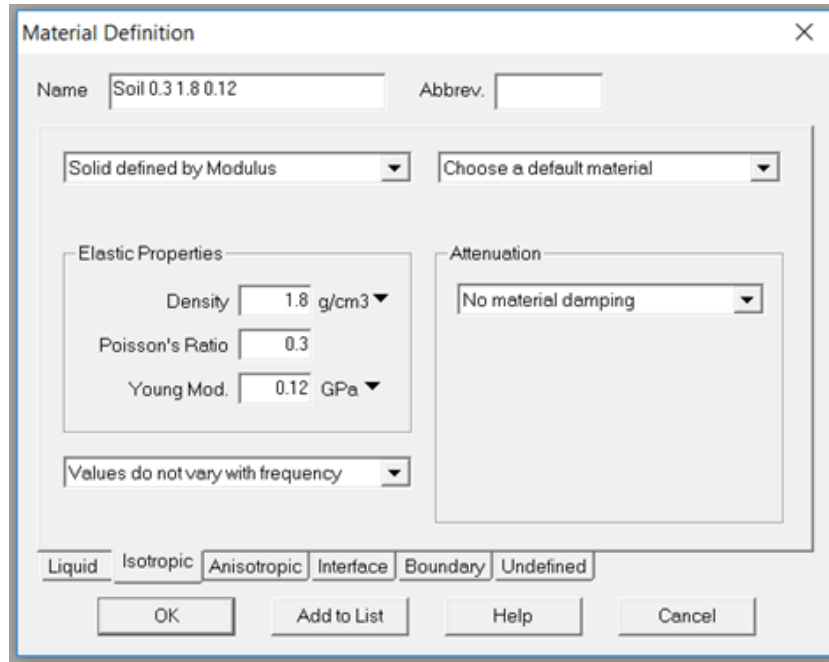 Material Definition
Name Soil 0.3 1.8 0.12 Abbrev.
Solid defined by Modulus Choose a default material
Elastic Properties Attenuation
Density 1.8 g/cm3 No material damping
Poisson's Ratio 0.3
Young Mod. 0.12 GPa
Values do not vary with frequency
Liquid Isotropic Anisotropic Interface Boundary Undefined
OK Add to List Help Cancel